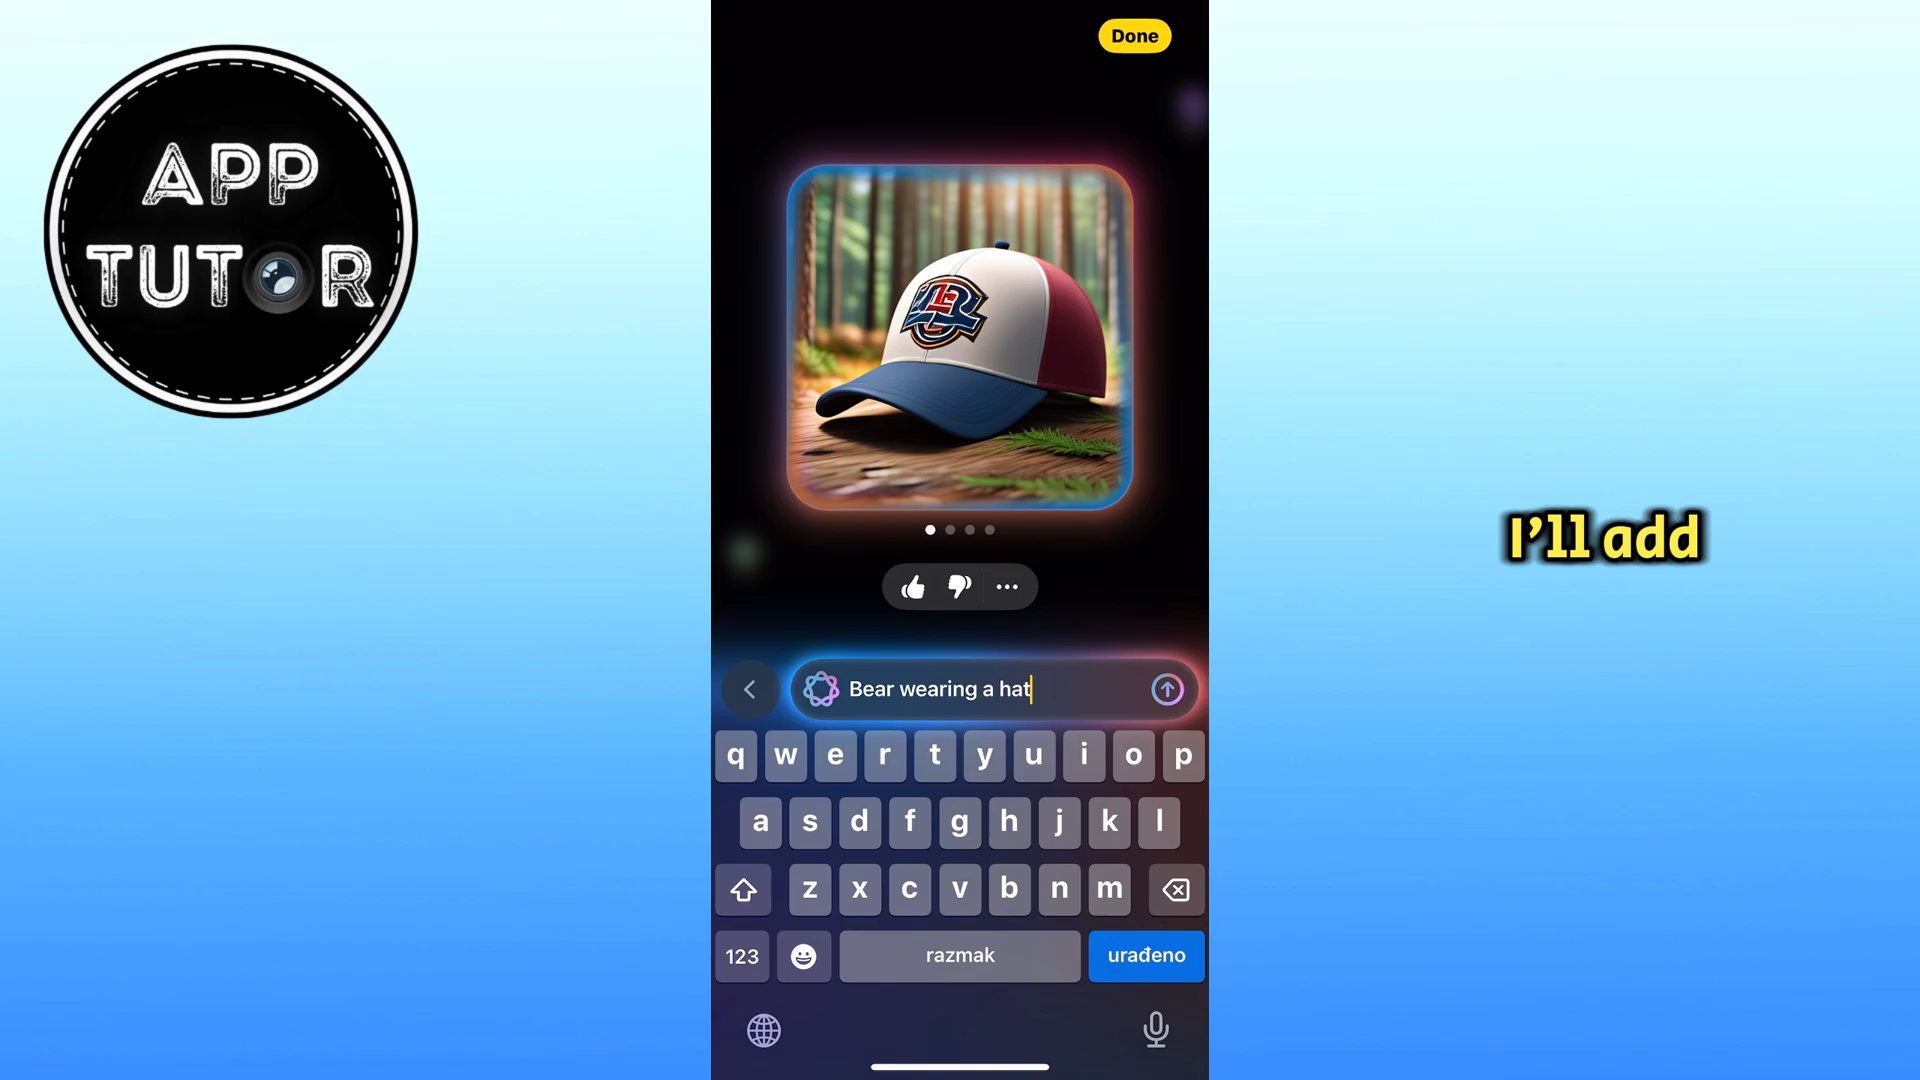 APP
TUTOR
Done
Bear wearing a hat
q w e r t y u i o p
a s d f g h j k l
z x c v b n m
123 razmak urađeno
I'll add